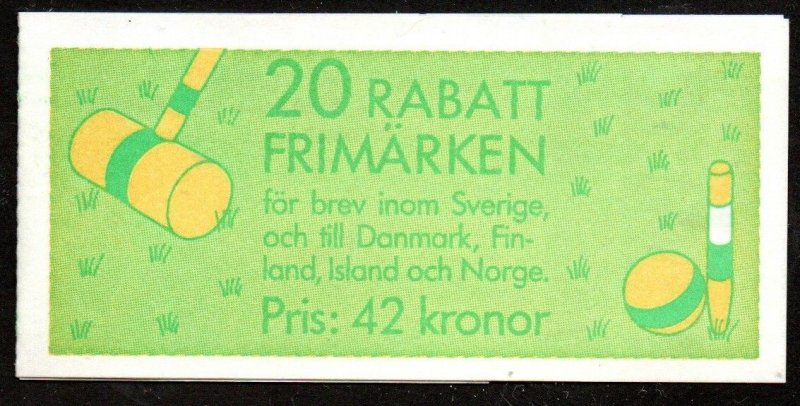 20 RABATT
FRIMÄRKEN
för brev inom Sverige,
och till Danmark, Fin-
land, Island och Norge.
Pris: 42 kronor